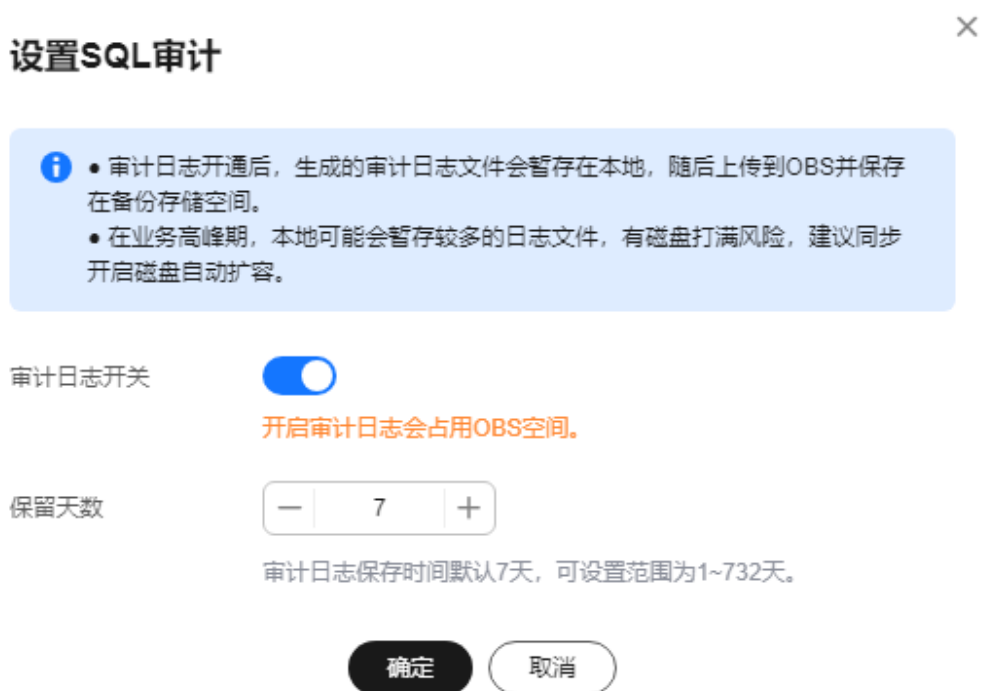 设置SQL审计
● 审计日志开通后，生成的审计日志文件会暂存在本地，随后上传到OBS并保存
在备份存储空间。
● 在业务高峰期，本地可能会暂存较多的日志文件，有磁盘打满风险，建议同步
开启磁盘自动扩容。
审计日志开关
开启审计日志会占用OBS空间。
保留天数
7
审计日志保存时间默认7天，可设置范围为1~732天。
确定 取消